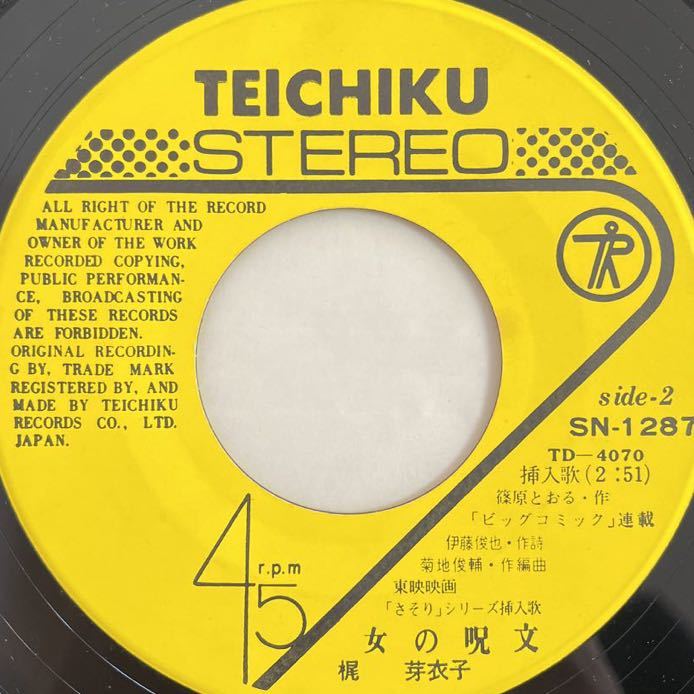 TEICHIKU
STEREO
ALL RIGHT OF THE RECORD
MANUFACTURER AND
OWNER OF THE WORK
RECORDED COPYING,
PUBLIC PERFORMAN-
CE, BROADCASTING
OF THESE RECORDS
ARE FORBIDDEN.
ORIGINAL RECORDIN-
G BY, TRADE MARK
REGISTERED BY, AND
MADE BY TEICHIKU
RECORDS CO., LTD.
JAPAN.
side-2
SN-1287
TD—4070
挿入歌(2:51)
篠原とおる・作
「ビッグコミック」連載
伊藤俊也・作詩
菊地俊輔・作編曲
東映映画
「さそり」シリーズ挿入歌
女の呪文
梶 芽衣子
45 r.p.m